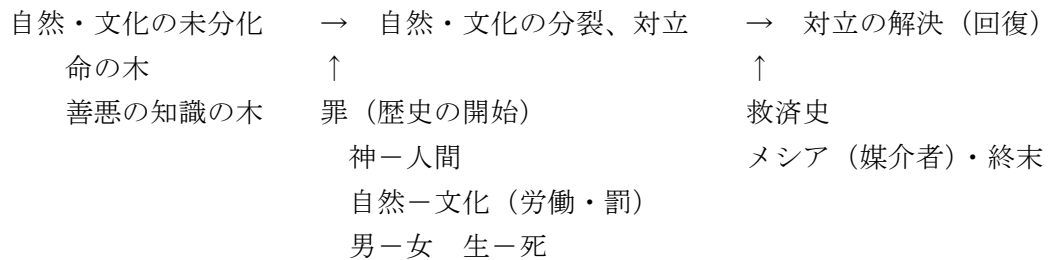 自然・文化の未分化 → 自然・文化の分裂、対立 → 対立の解決（回復）
命の木 ↑ ↑
善悪の知識の木 罪（歴史の開始） 救済史
神－人間 メシア（媒介者）・終末
自然－文化（労働・罰）
男－女 生－死